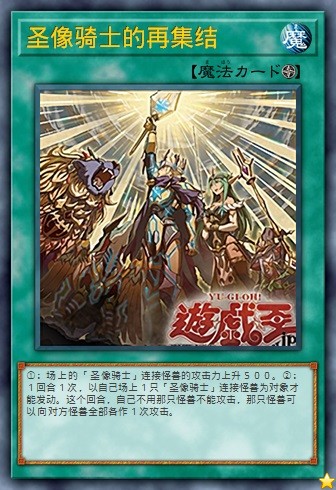 圣像骑士的再集结
魔
【魔法カード】
YU-GI-OH!
遊戯王
jp
①：场上的「圣像骑士」连接怪兽的攻击力上升５００。②：
１回合１次，以自己场上１只「圣像骑士」连接怪兽为对象才
能发动。这个回合，自己不用那只怪兽不能攻击，那只怪兽可
以向对方怪兽全部各作１次攻击。